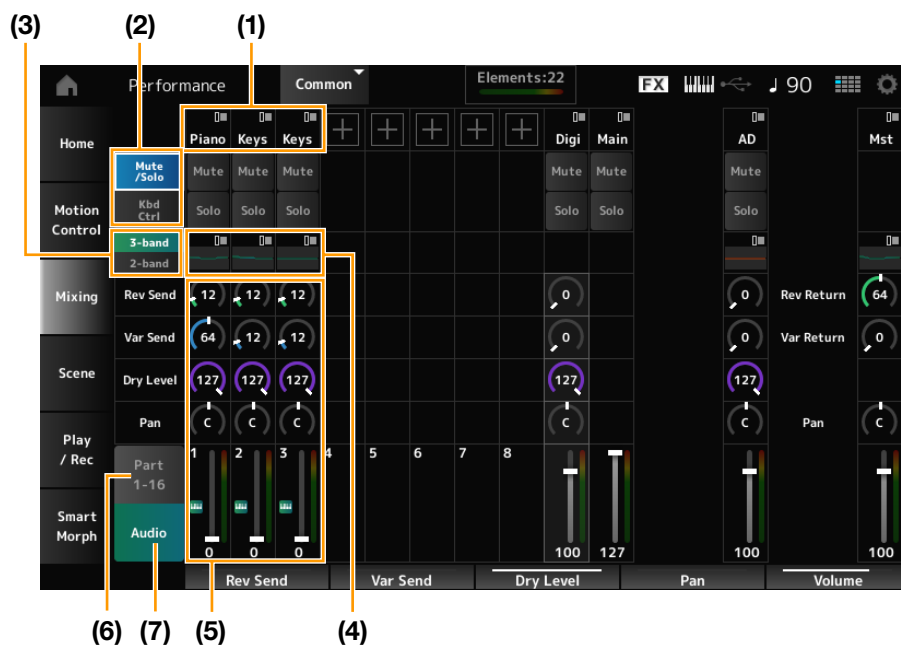 (3) (2) (1)
Performance Common Elements:22 FX 90
Home Piano Keys Keys Digi Main AD Mst
Mute /Solo Mute Mute Mute Mute Mute Mute
Motion Control Kbd Ctrl Solo Solo Solo Solo Solo Solo
3-band
2-band
Mixing Rev Send 12 12 12 0 0 Rev Return 64
Var Send 64 12 12 0 0 Var Return 0
Scene Dry Level 127 127 127 127 127
Pan C C C C C Pan C
Play / Rec Part 1-16 1 2 3 4 5 6 7 8
Smart Morph Audio 0 0 0 100 127 100 100
Rev Send Var Send Dry Level Pan Volume
(6) (7) (5) (4)